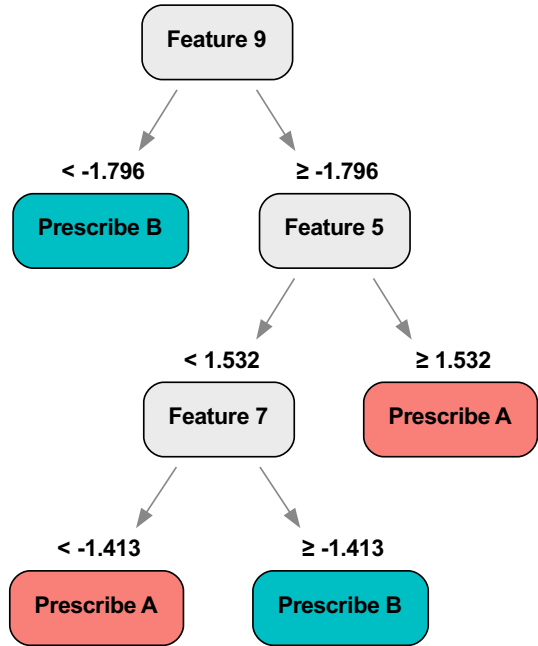 Feature 9
< -1.796
≥ -1.796
Prescribe B
Feature 5
< 1.532
≥ 1.532
Feature 7
Prescribe A
< -1.413
≥ -1.413
Prescribe A
Prescribe B